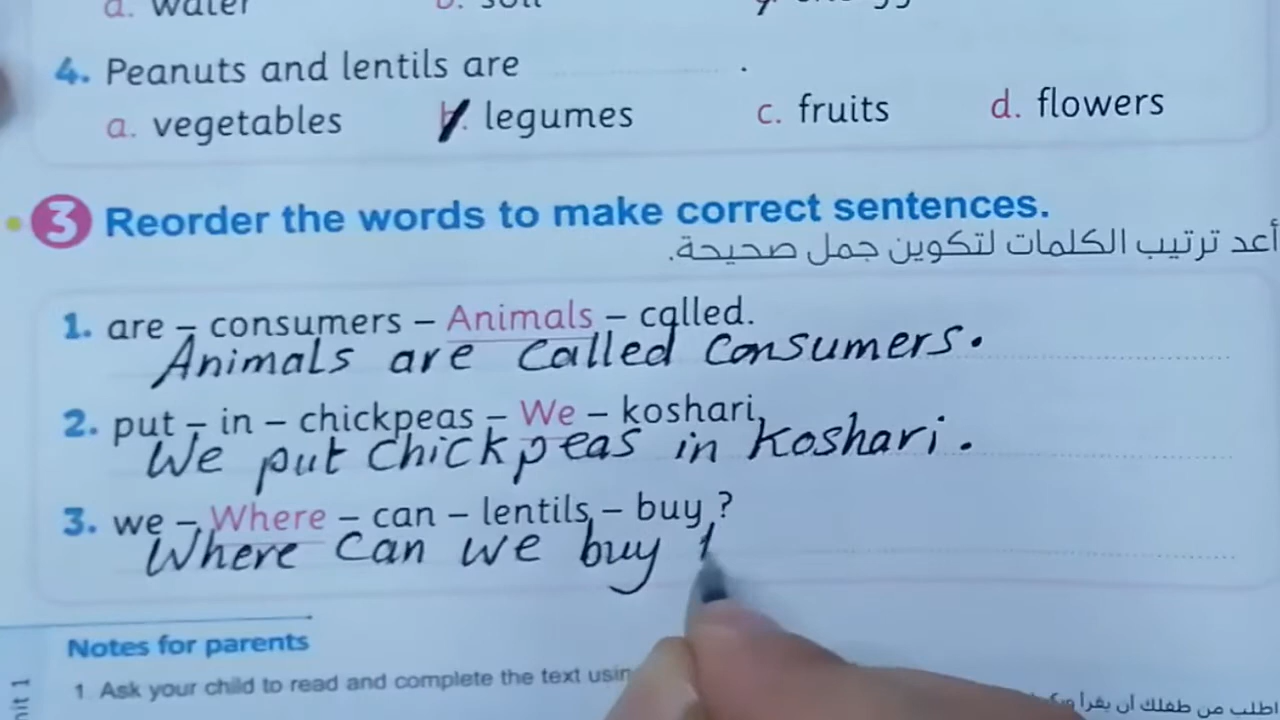 a. water
4. Peanuts and lentils are .
a. vegetables legumes c. fruits d. flowers
3 Reorder the words to make correct sentences.
أعد ترتيب الكلمات لتكوين جمل صحيحة.
1. are – consumers – Animals – called.
Animals are Called Consumers.
2. put – in – chickpeas – We – koshari,
We put Chickpeas in Koshari.
3. we – Where – can – lentils – buy ?
Where Can we buy l
Notes for parents
1. Ask your child to read and complete the text
اطلب من طفلك أن يقرأ